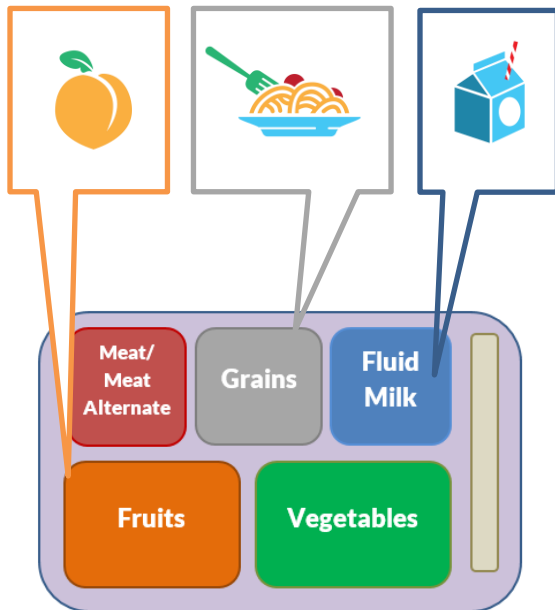 Meat/
Meat
Alternate
Grains
Fluid
Milk
Fruits
Vegetables